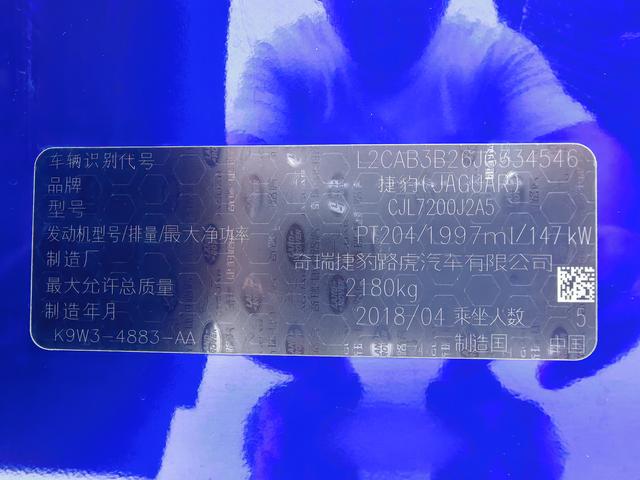 车辆识别代号
品牌 捷豹(JAGUAR)
型号 CJL7200J2A5
发动机型号/排量/最大净功率 PT204/1997ml/147kW
制造厂 奇瑞捷豹路虎汽车有限公司
最大允许总质量 2180kg
制造年月 2018/04 乘坐人数 5
K9W3-4883-AA 制造国 中国